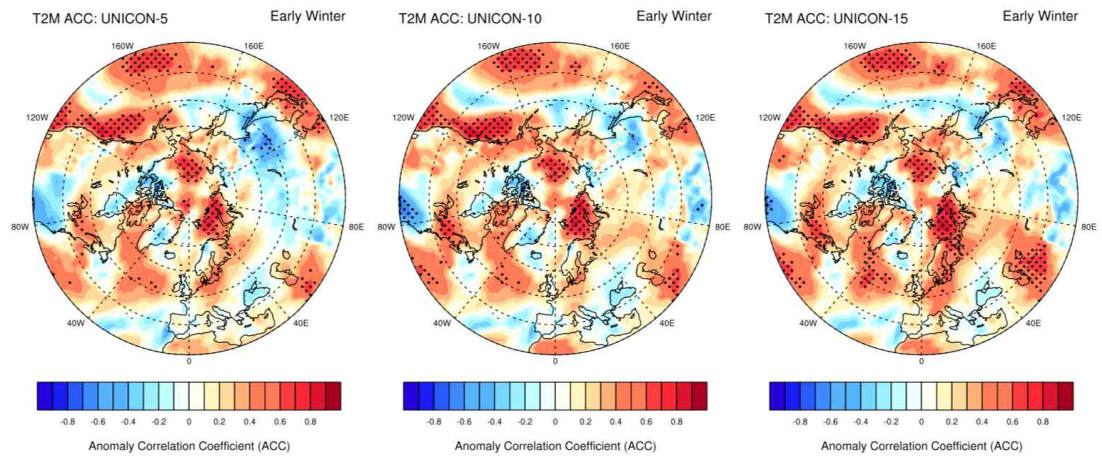 T2M ACC: UNICON-5 Early Winter
160W 160E
120W 120E
80W 80E
40W 40E
0
-0.8 -0.6 -0.4 -0.2 0 0.2 0.4 0.6 0.8
Anomaly Correlation Coefficient (ACC)
T2M ACC: UNICON-10 Early Winter
160W 160E
120W 120E
80W 80E
40W 40E
0
-0.8 -0.6 -0.4 -0.2 0 0.2 0.4 0.6 0.8
Anomaly Correlation Coefficient (ACC)
T2M ACC: UNICON-15 Early Winter
160W 160E
120W 120E
80W 80E
40W 40E
0
-0.8 -0.6 -0.4 -0.2 0 0.2 0.4 0.6 0.8
Anomaly Correlation Coefficient (ACC)